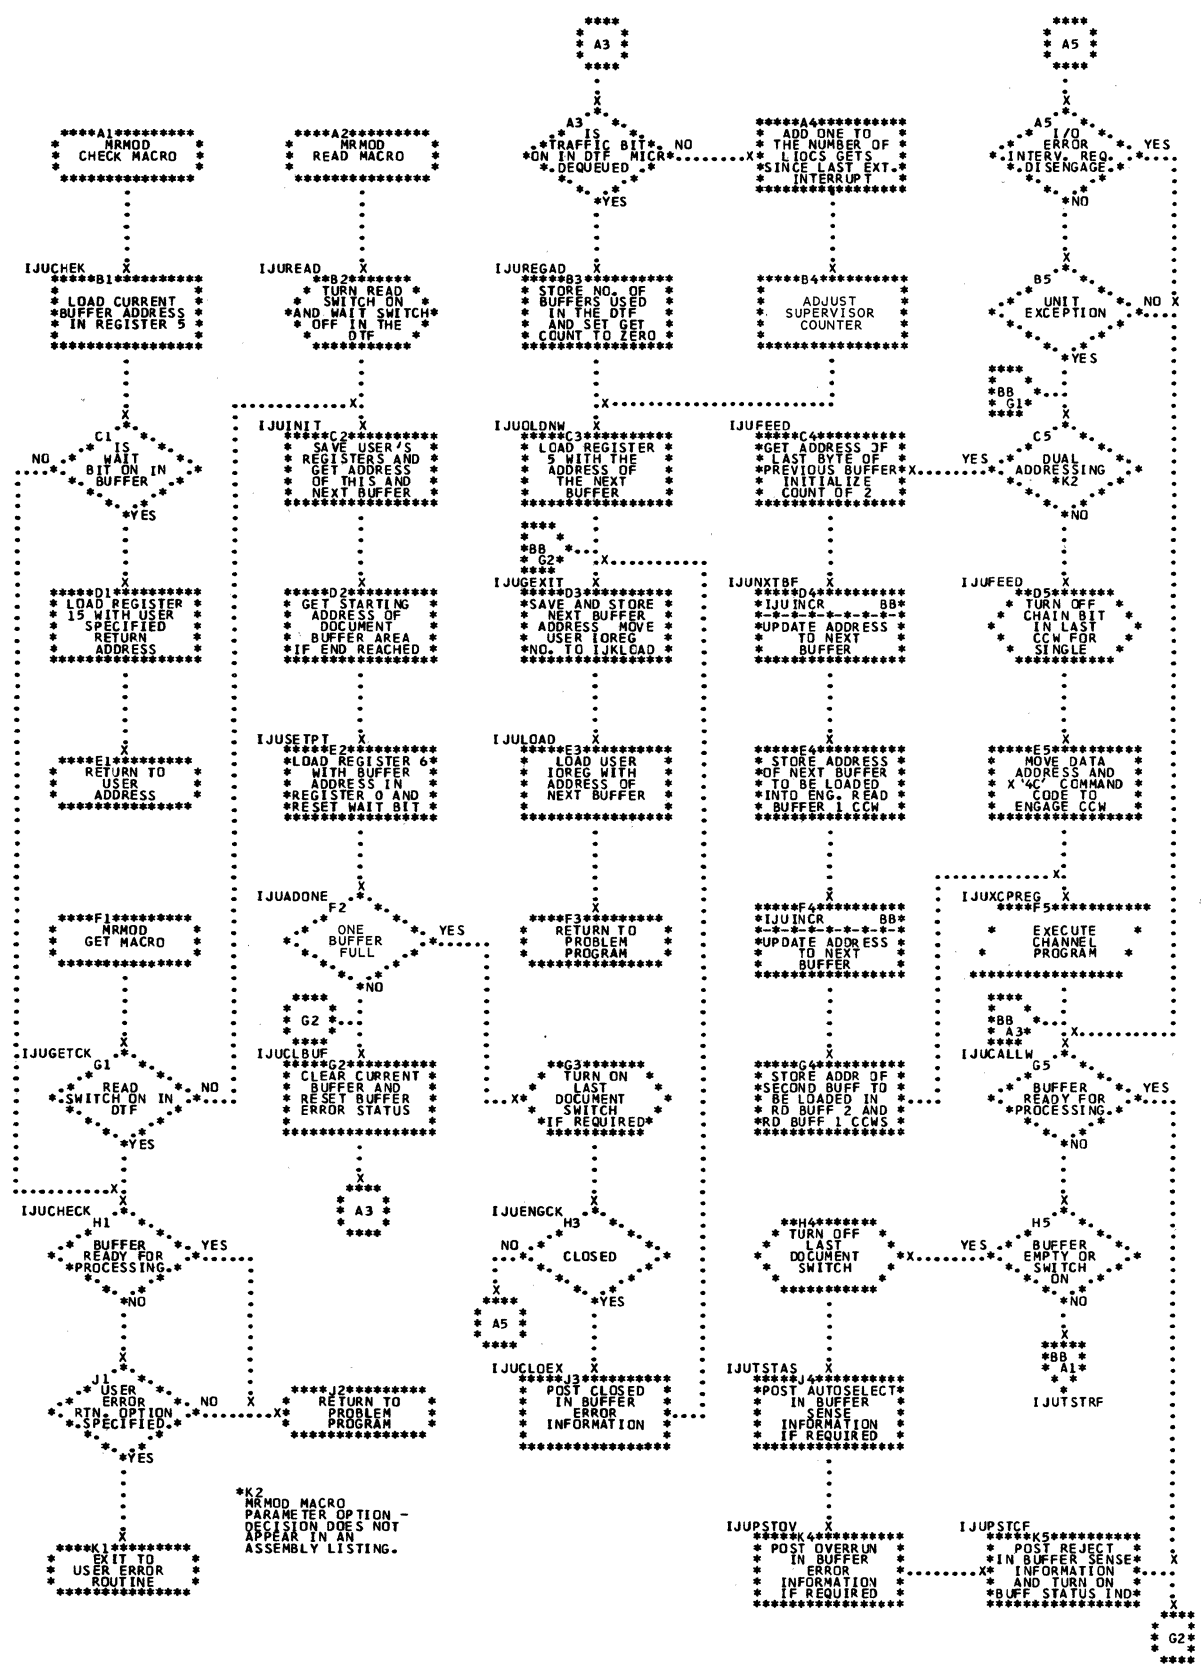 A3
A5
A1
MRMOD
CHECK MACRO
A2
MRMOD
READ MACRO
A3
IS
TRAFFIC BIT
ON IN DTF MICR
DEQUEUED
NO
YES
A4
ADD ONE TO
THE NUMBER OF
LIOCS GETS
SINCE LAST EXT.
INTERRUPT
A5
I/O
ERROR
INTERV. REQ.
DISENGAGE
YES
NO
IJUCHEK
B1
LOAD CURRENT
BUFFER ADDRESS
IN REGISTER 5
IJUREAD
B2
TURN READ
SWITCH ON
AND WAIT SWITCH
OFF IN THE
DTF
IJUREGAD
B3
STORE NO. OF
BUFFERS USED
IN THE DTF
AND SET GET
COUNT TO ZERO
B4
ADJUST
SUPERVISOR
COUNTER
B5
UNIT
EXCEPTION
NO
YES
BB
G1
C1
IS
WAIT
BIT ON IN
BUFFER
NO
YES
IJUINIT
C2
SAVE USER'S
REGISTERS AND
GET ADDRESS
OF THIS AND
NEXT BUFFER
IJUOLDNW
C3
LOAD REGISTER
5 WITH THE
ADDRESS OF
THE NEXT
BUFFER
IJUFEED
C4
GET ADDRESS OF
LAST BYTE OF
PREVIOUS BUFFER
INITIALIZE
COUNT OF 2
C5
DUAL
ADDRESSING
*K2
YES
NO
BB
G2
D1
LOAD REGISTER
15 WITH USER
SPECIFIED
RETURN
ADDRESS
D2
GET STARTING
ADDRESS OF
DOCUMENT
BUFFER AREA
IF END REACHED
IJUGEXIT
D3
SAVE AND STORE
NEXT BUFFER
ADDRESS MOVE
USER IOREG
NO. TO IJKLOAD
IJUNXTBF
D4
IJUINCR BB
UPDATE ADDRESS
TO NEXT
BUFFER
IJUFEED
D5
TURN OFF
CHAIN BIT
IN LAST
CCW FOR
SINGLE
E1
RETURN TO
USER
ADDRESS
IJUSETPT
E2
LOAD REGISTER 6
WITH BUFFER
ADDRESS IN
REGISTER 0 AND
RESET WAIT BIT
IJULOAD
E3
LOAD USER
IOREG WITH
ADDRESS OF
NEXT BUFFER
E4
STORE ADDRESS
OF NEXT BUFFER
TO BE LOADED
INTO ENG. READ
BUFFER 1 CCW
E5
MOVE DATA
ADDRESS AND
X '4C' COMMAND
CODE TO
ENGAGE CCW
F1
MRMOD
GET MACRO
IJUADONE
F2
ONE
BUFFER
FULL
YES
NO
F3
RETURN TO
PROBLEM
PROGRAM
F4
IJUINCR BB
UPDATE ADDRESS
TO NEXT
BUFFER
IJUXCPREG
F5
EXECUTE
CHANNEL
PROGRAM
G2
BB
A3
IJUGETCK
G1
READ
SWITCH ON IN
DTF
NO
YES
IJUCLBUF
G2
CLEAR CURRENT
BUFFER AND
RESET BUFFER
ERROR STATUS
G3
TURN ON
LAST
DOCUMENT
SWITCH
IF REQUIRED
G4
STORE ADDR OF
SECOND BUFF TO
BE LOADED IN
RD BUFF 2 AND
RD BUFF 1 CCWS
IJUCALLW
G5
BUFFER
READY FOR
PROCESSING
YES
NO
A3
IJUCHECK
H1
BUFFER
READY FOR
PROCESSING
YES
NO
IJUENGCK
H3
CLOSED
NO
YES
A5
H4
TURN OFF
LAST
DOCUMENT
SWITCH
H5
BUFFER
EMPTY OR
SWITCH
ON
YES
NO
BB
A1
IJUTSTRF
J1
USER
ERROR
RTN. OPTION
SPECIFIED
NO
YES
J2
RETURN TO
PROBLEM
PROGRAM
IJUCLOEX
J3
POST CLOSED
IN BUFFER
ERROR
INFORMATION
IJUTSTAS
J4
POST AUTOSELECT
IN BUFFER
SENSE
INFORMATION
IF REQUIRED
*K2
MRMOD MACRO
PARAMETER OPTION -
DECISION DOES NOT
APPEAR IN AN
ASSEMBLY LISTING.
K1
EXIT TO
USER ERROR
ROUTINE
IJUPSTOV
K4
POST OVERRUN
IN BUFFER
ERROR
INFORMATION
IF REQUIRED
IJUPSTCF
K5
POST REJECT
IN BUFFER SENSE
INFORMATION
AND TURN ON
BUFF STATUS IND
G2